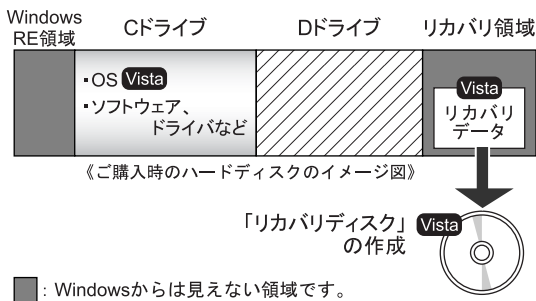 Windows
RE領域
Cドライブ
Dドライブ
リカバリ領域
・OS Vista
・ソフトウェア、
ドライバなど
Vista
リカバリ
データ
《ご購入時のハードディスクのイメージ図》
「リカバリディスク」
の作成
Vista
: Windowsからは見えない領域です。